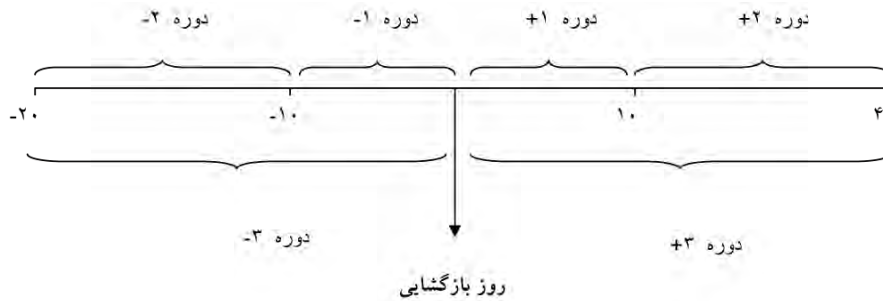 دوره ۲- دوره ۱- دوره ۱+ دوره ۲+
۲۰- ۱۰- ۱۰ ۴
دوره ۳- دوره ۳+
روز بازگشایی